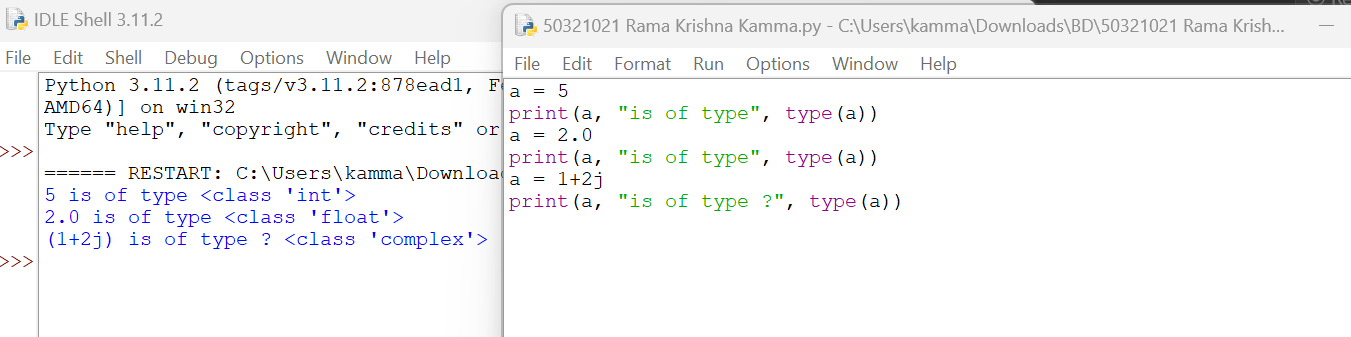 IDLE Shell 3.11.2
File Edit Shell Debug Options Window Help
Python 3.11.2 (tags/v3.11.2:878ead1, Fe
AMD64)] on win32
Type "help", "copyright", "credits" or
>>>
====== RESTART: C:\Users\kamma\Downloa
5 is of type <class 'int'>
2.0 is of type <class 'float'>
(1+2j) is of type ? <class 'complex'>
>>>
50321021 Rama Krishna Kamma.py - C:\Users\kamma\Downloads\BD\50321021 Rama Krish...
File Edit Format Run Options Window Help
a = 5
print(a, "is of type", type(a))
a = 2.0
print(a, "is of type", type(a))
a = 1+2j
print(a, "is of type ?", type(a))